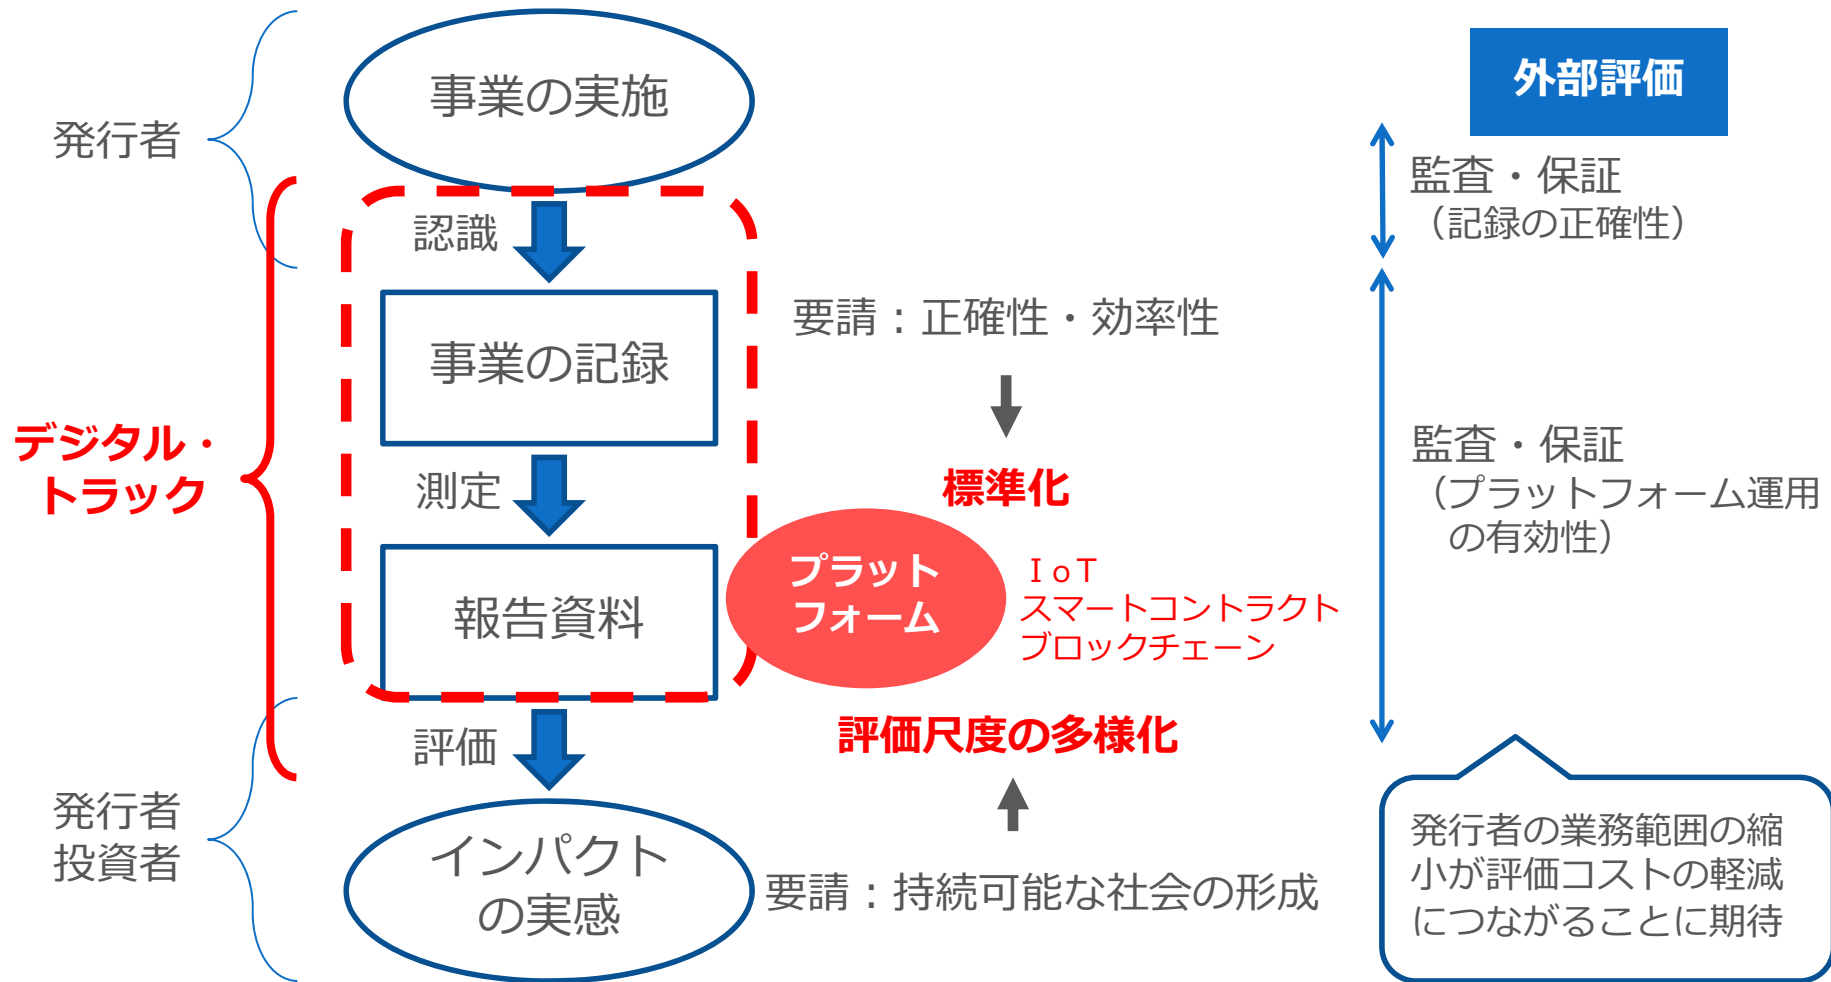 発行者
事業の実施
認識
事業の記録
測定
報告資料
評価
インパクト
の実感
デジタル・
トラック
発行者
投資者
要請：正確性・効率性
標準化
プラット
フォーム
ＩｏＴ
スマートコントラクト
ブロックチェーン
評価尺度の多様化
要請：持続可能な社会の形成
外部評価
監査・保証
（記録の正確性）
監査・保証
（プラットフォーム運用
の有効性）
発行者の業務範囲の縮
小が評価コストの軽減
につながることに期待